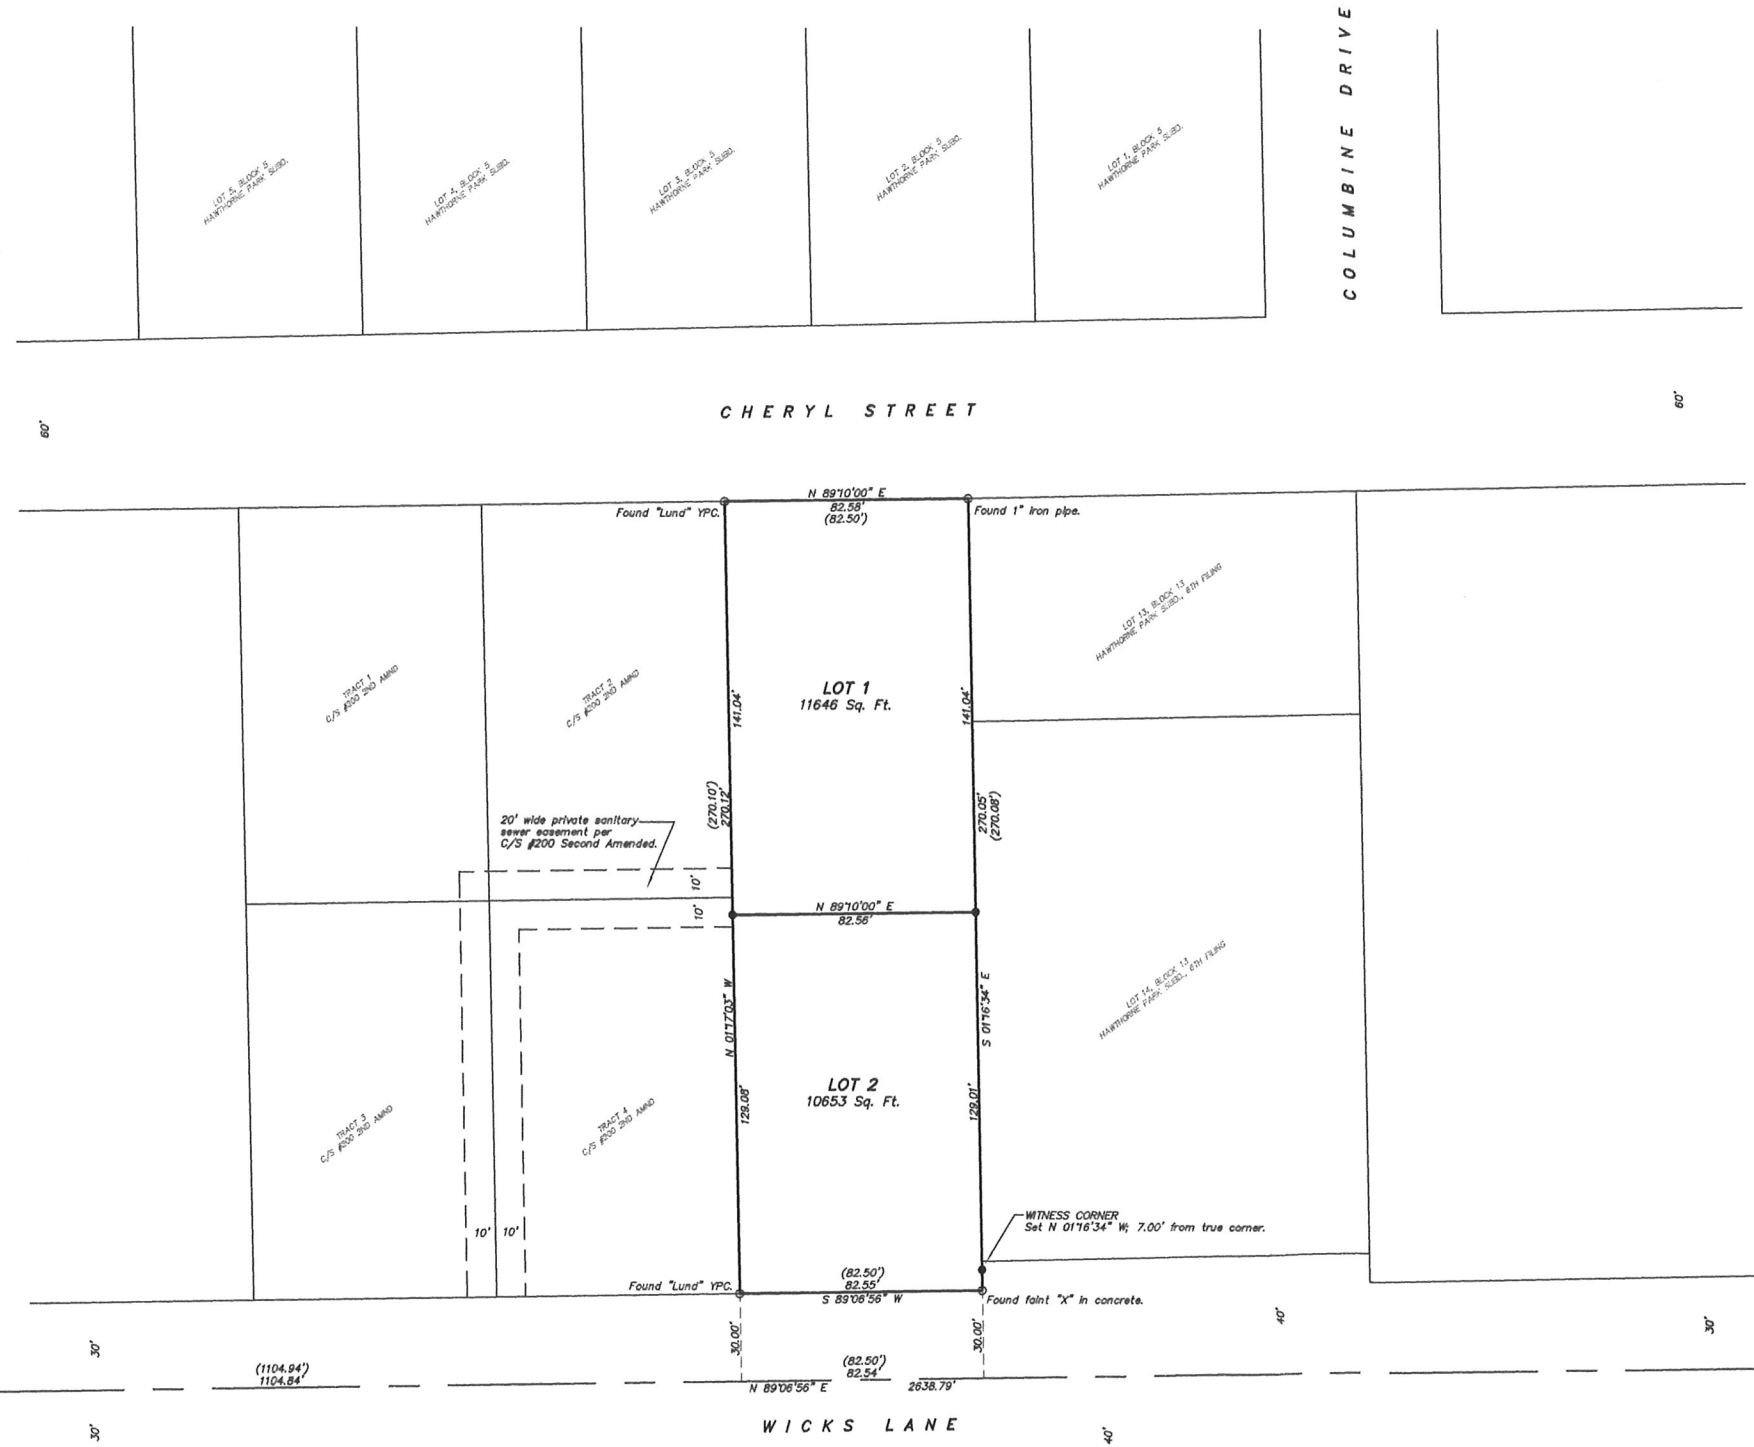 COLUMBINE DRIVE
LOT 5, BLOCK 5
HAWTHORNE PARK SUBD.
LOT 4, BLOCK 5
HAWTHORNE PARK SUBD.
LOT 3, BLOCK 5
HAWTHORNE PARK SUBD.
LOT 2, BLOCK 5
HAWTHORNE PARK SUBD.
LOT 1, BLOCK 5
HAWTHORNE PARK SUBD.
CHERYL STREET
60'
60'
N 89°10'00" E
82.58'
(82.50')
Found "Lund" YPC.
Found 1" iron pipe.
LOT 13, BLOCK 13
HAWTHORNE PARK SUBD., 6TH FILING
TRACT 1
C/S #200 2ND AMND
TRACT 2
C/S #200 2ND AMND
LOT 1
11646 Sq. Ft.
141.04'
141.04'
(270.10')
270.12'
270.05'
(270.08')
20' wide private sanitary
sewer easement per
C/S #200 Second Amended.
10'
10'
N 89°10'00" E
82.56'
N 01°17'03" W
S 01°16'34" E
LOT 14, BLOCK 13
HAWTHORNE PARK SUBD., 6TH FILING
LOT 2
10653 Sq. Ft.
129.08'
129.01'
TRACT 3
C/S #200 2ND AMND
TRACT 4
C/S #200 2ND AMND
10'
10'
WITNESS CORNER
Set N 01°16'34" W; 7.00' from true corner.
(82.50')
82.55'
S 89°06'56" W
Found "Lund" YPC.
Found faint "X" in concrete.
30'
30.00'
30.00'
40'
30'
(1104.94')
1104.84'
(82.50')
82.54'
N 89°06'56" E
2638.79'
30'
WICKS LANE
40'